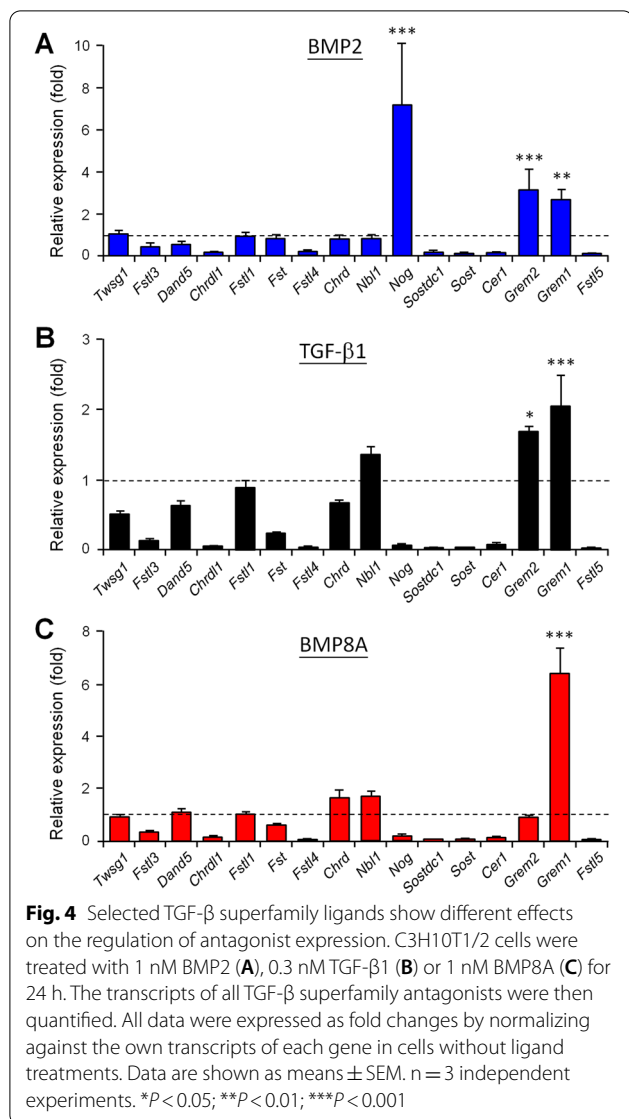 A
BMP2
Relative expression (fold)
10
8
6
4
2
0
***
***
**
Twsg1 Fstl3 Dand5 Chrdl1 Fstl1 Fst Fstl4 Chrd Nbl1 Nog Sostdc1 Sost Cer1 Grem2 Grem1 Fstl5
B
TGF-β1
Relative expression (fold)
3
2
1
0
*
***
Twsg1 Fstl3 Dand5 Chrdl1 Fstl1 Fst Fstl4 Chrd Nbl1 Nog Sostdc1 Sost Cer1 Grem2 Grem1 Fstl5
C
BMP8A
Relative expression (fold)
8
6
4
2
0
***
Twsg1 Fstl3 Dand5 Chrdl1 Fstl1 Fst Fstl4 Chrd Nbl1 Nog Sostdc1 Sost Cer1 Grem2 Grem1 Fstl5
Fig. 4 Selected TGF-β superfamily ligands show different effects
on the regulation of antagonist expression. C3H10T1/2 cells were
treated with 1 nM BMP2 (A), 0.3 nM TGF-β1 (B) or 1 nM BMP8A (C) for
24 h. The transcripts of all TGF-β superfamily antagonists were then
quantified. All data were expressed as fold changes by normalizing
against the own transcripts of each gene in cells without ligand
treatments. Data are shown as means ± SEM. n = 3 independent
experiments. *P < 0.05; **P < 0.01; ***P < 0.001